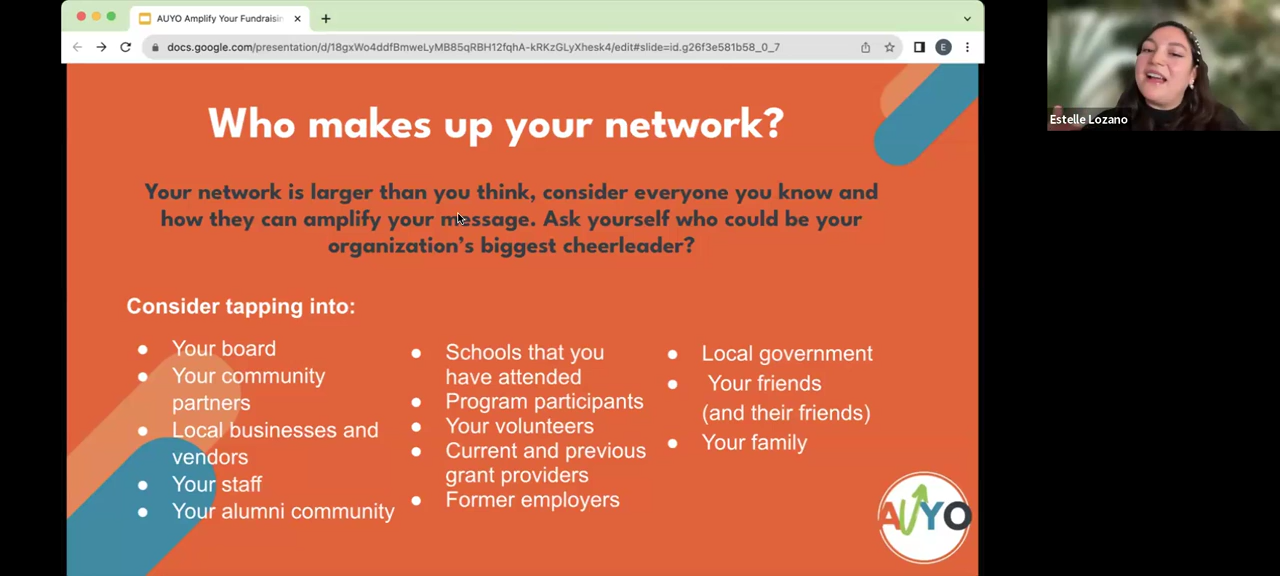 AUYO Amplify Your Fundraisin
docs.google.com/presentation/d/18gxWo4ddfBmweLyMB85qRBH12fqhA-kRKzGLyXhesk4/edit#slide=id.g26f3e581b58_0_7
E
Estelle Lozano
Who makes up your network?
Your network is larger than you think, consider everyone you know and
how they can amplify your message. Ask yourself who could be your
organization's biggest cheerleader?
Consider tapping into:
● Your board
● Your community
partners
● Local businesses and
vendors
● Your staff
● Your alumni community
● Schools that you
have attended
● Program participants
● Your volunteers
● Current and previous
grant providers
● Former employers
● Local government
● Your friends
(and their friends)
● Your family
AUYO